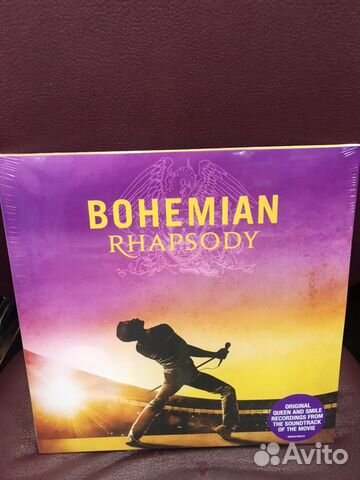 BOHEMIAN
RHAPSODY
ORIGINAL
QUEEN AND SMILE
RECORDINGS FROM
THE SOUNDTRACK
OF THE MOVIE
Avito